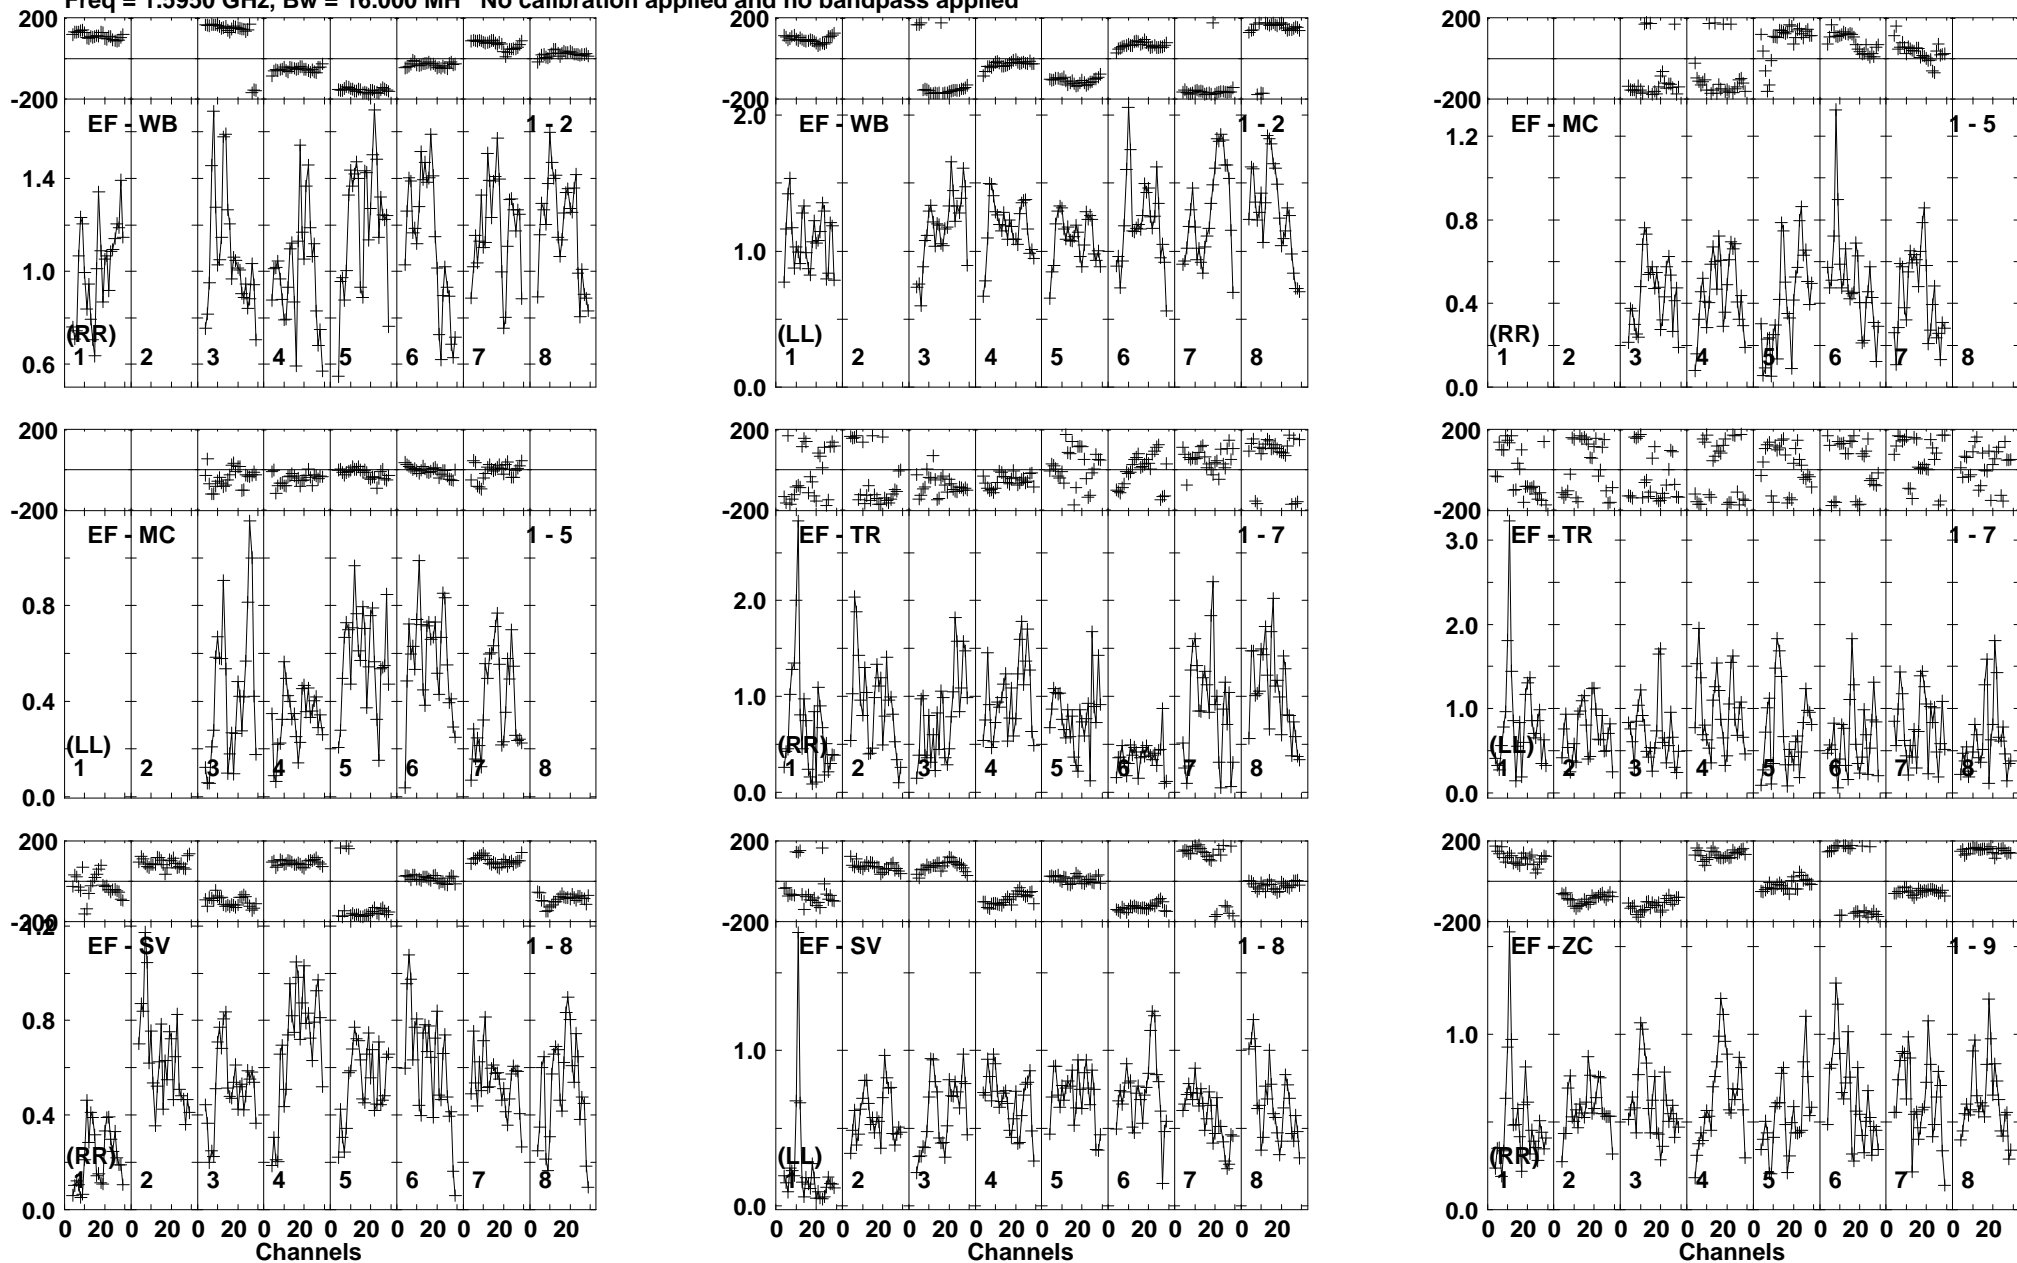 Freq = 1.5950 GHz, Bw = 16.000 MH No calibration applied and no bandpass applied
200 200 200
-200 -200 -200
EF - WB 1 - 2 EF - WB 1 - 2 EF - MC 1 - 5
1.4 1.0 0.6
2.0 1.0 0.0
1.2 0.8 0.4 0.0
(RR) (LL) (RR)
1 2 3 4 5 6 7 8 1 2 3 4 5 6 7 8 1 2 3 4 5 6 7 8
200 200 200
-200 -200 -200
EF - MC 1 - 5 EF - TR 1 - 7 EF - TR 1 - 7
0.8 0.4 0.0
2.0 1.0 0.0
3.0 2.0 1.0 0.0
(LL) (RR) (LL)
1 2 3 4 5 6 7 8 1 2 3 4 5 6 7 8 1 2 3 4 5 6 7 8
200 200 200
-200 -200 -200
EF - SV 1 - 8 EF - SV 1 - 8 EF - ZC 1 - 9
1.2 0.8 0.4 0.0
1.0 0.0
1.0 0.0
(RR) (LL) (RR)
1 2 3 4 5 6 7 8 1 2 3 4 5 6 7 8 1 2 3 4 5 6 7 8
0 20 0 20 0 20 0 20 0 20 0 20 0 20 0 20 0 20 0 20 0 20 0 20 0 20 0 20 0 20 0 20 0 20 0 20 0 20 0 20 0 20 0 20 0 20 0 20
Channels Channels Channels